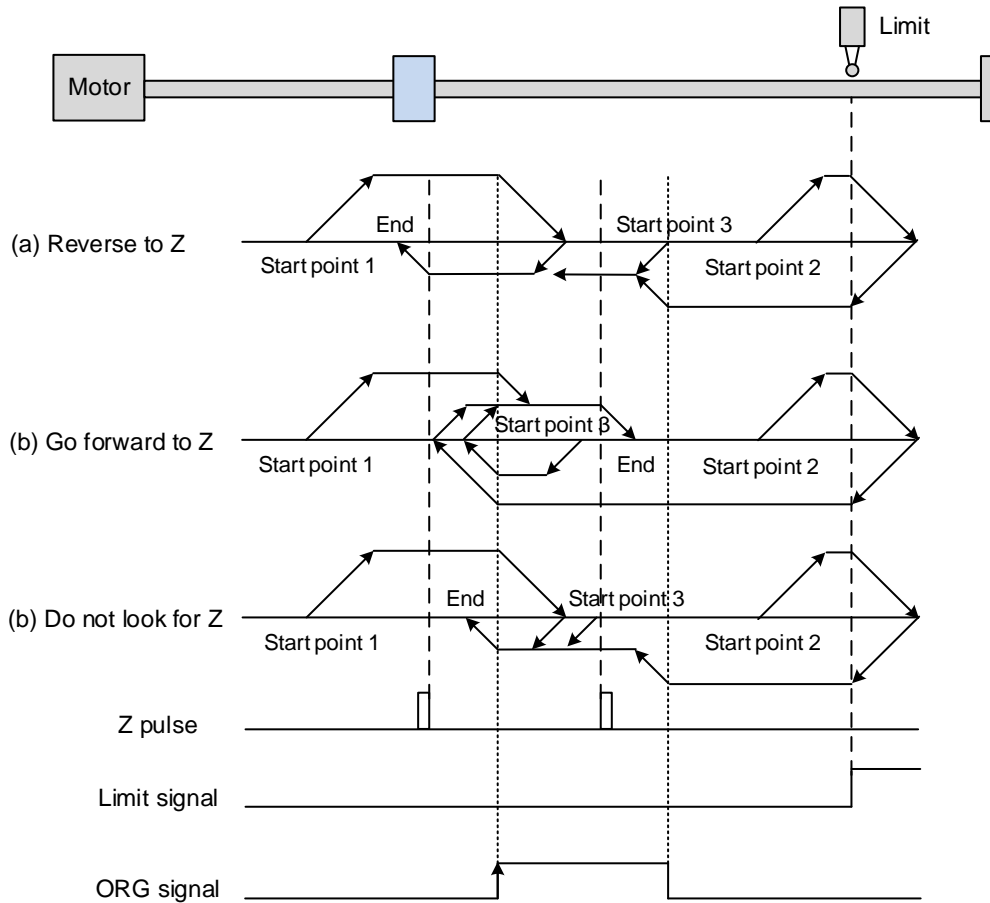 Limit
Motor
(a) Reverse to Z
End
Start point 3
Start point 1
Start point 2
(b) Go forward to Z
Start point 3
Start point 1
End
Start point 2
(b) Do not look for Z
End
Start point 3
Start point 1
Start point 2
Z pulse
Limit signal
ORG signal